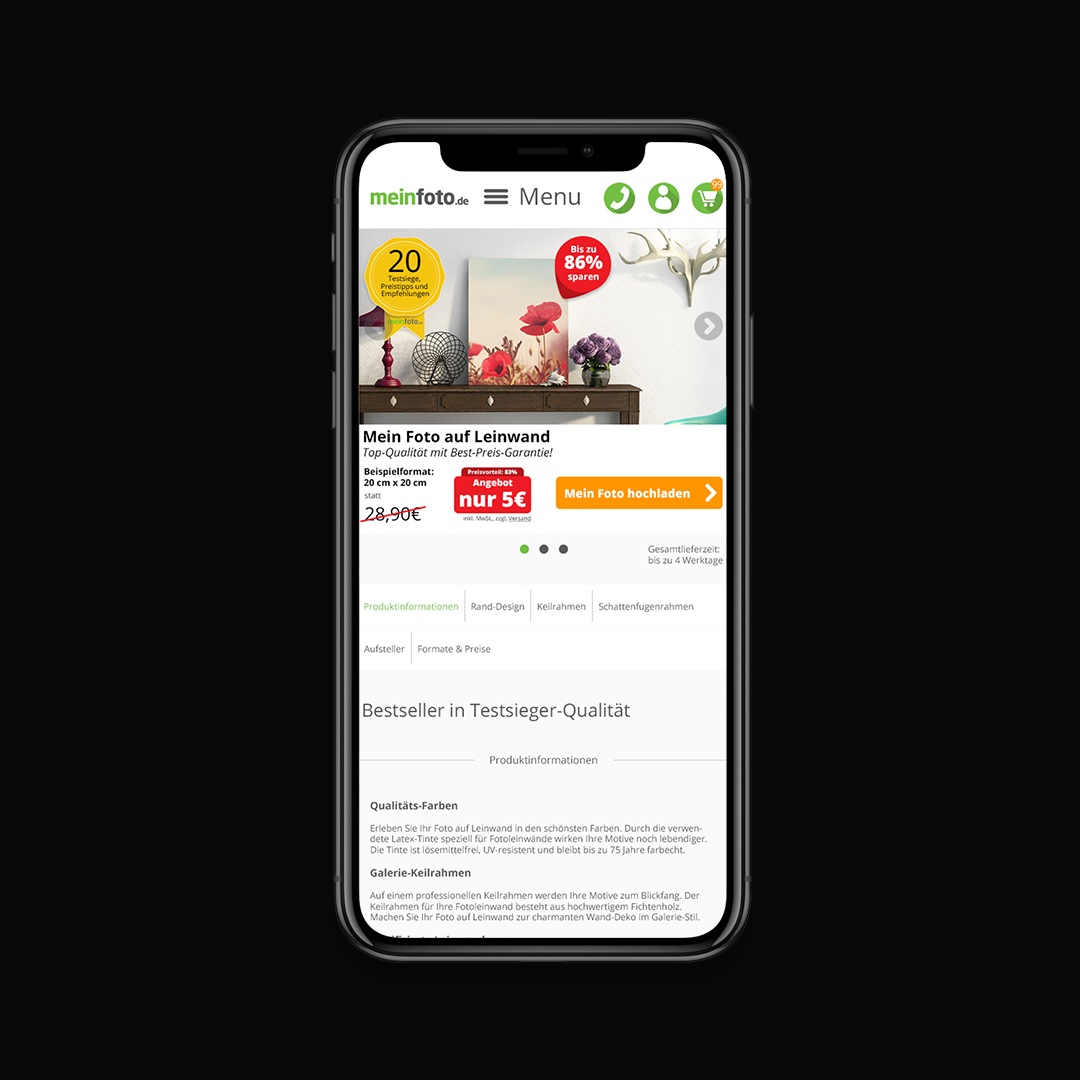 meinfoto.de
Menu
99
20
Testsiege,
Preistipps und
Empfehlungen
meinfoto.de
Bis zu
86%
sparen
Mein Foto auf Leinwand
Top-Qualität mit Best-Preis-Garantie!
Beispielformat:
20 cm x 20 cm
statt
28,90€
Preisvorteil: 83%
Angebot
nur 5€
inkl. MwSt., zzgl. Versand
Mein Foto hochladen
Gesamtlieferzeit:
bis zu 4 Werktage
Produktinformationen
Rand-Design
Keilrahmen
Schattenfugenrahmen
Aufsteller
Formate & Preise
Bestseller in Testsieger-Qualität
Produktinformationen
Qualitäts-Farben
Erleben Sie Ihr Foto auf Leinwand in den schönsten Farben. Durch die verwen-
dete Latex-Tinte speziell für Fotoleinwände wirken Ihre Motive noch lebendiger.
Die Tinte ist lösemittelfrei, UV-resistent und bleibt bis zu 75 Jahre farbecht.
Galerie-Keilrahmen
Auf einem professionellen Keilrahmen werden Ihre Motive zum Blickfang. Der
Keilrahmen für Ihre Fotoleinwand besteht aus hochwertigem Fichtenholz.
Machen Sie Ihr Foto auf Leinwand zur charmanten Wand-Deko im Galerie-Stil.